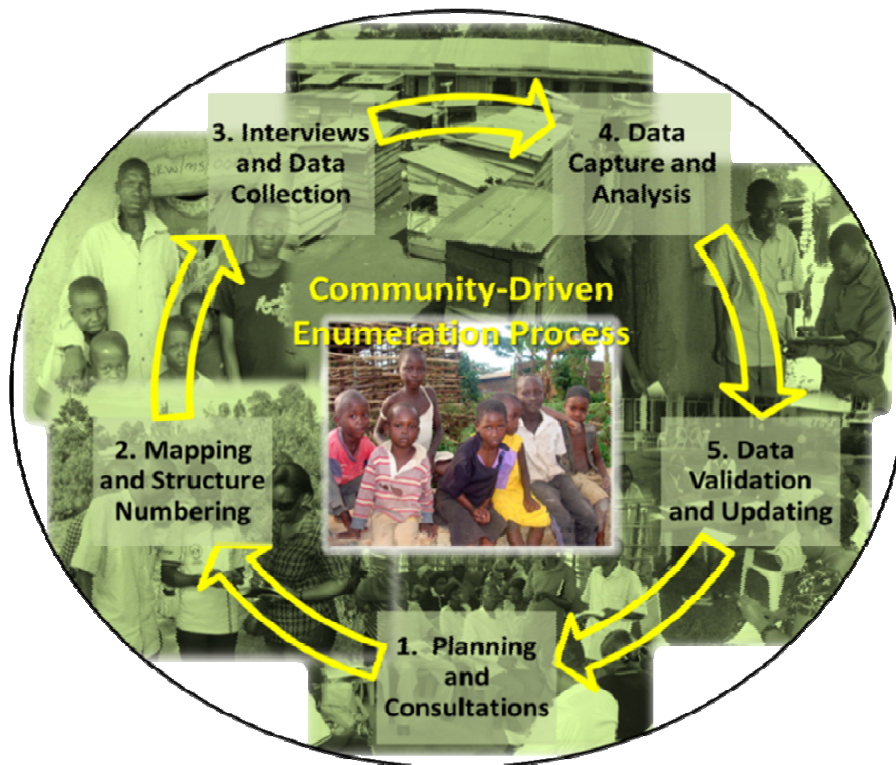 3. Interviews
and Data
Collection
4. Data
Capture and
Analysis
Community-Driven
Enumeration Process
2. Mapping
and Structure
Numbering
5. Data
Validation
and Updating
1. Planning
and
Consultations